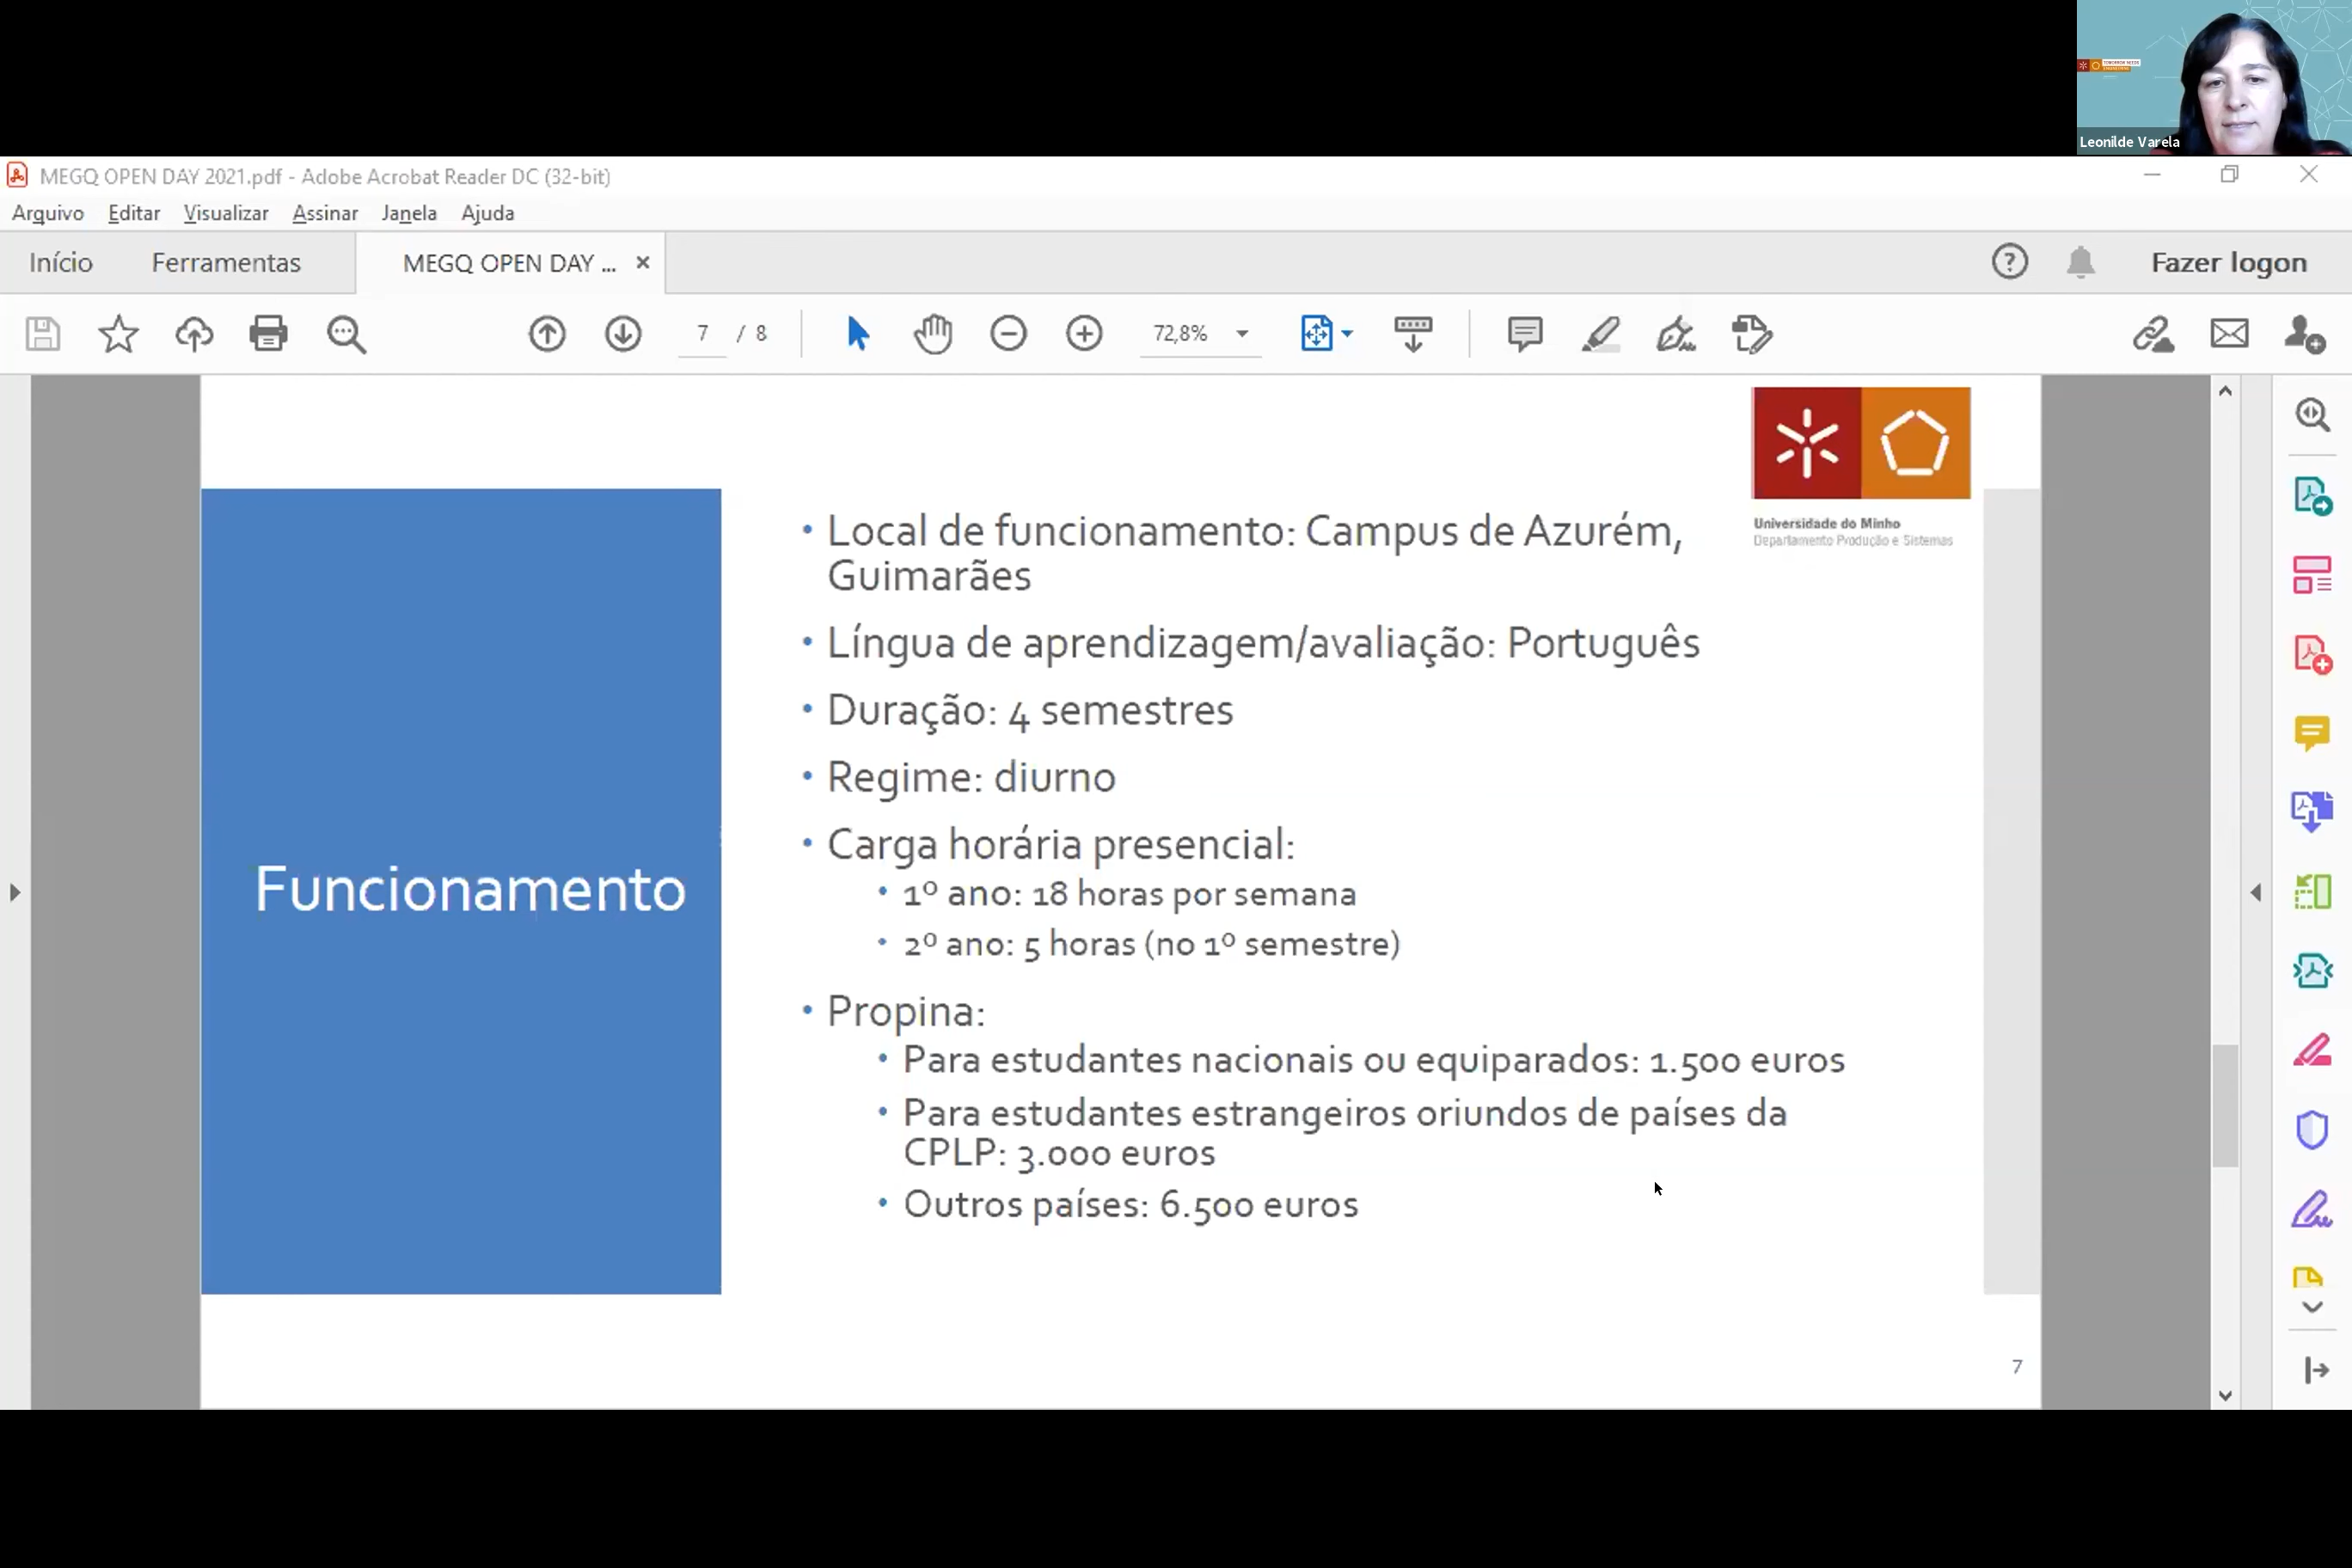 Leonilde Varela
MEGQ OPEN DAY 2021.pdf - Adobe Acrobat Reader DC (32-bit)
Arquivo Editar Visualizar Assinar Janela Ajuda
Início Ferramentas MEGQ OPEN DAY ... Fazer logon
7 / 8 72,8%
Universidade do Minho
Departamento Produção e Sistemas
Funcionamento
• Local de funcionamento: Campus de Azurém,
Guimarães
• Língua de aprendizagem/avaliação: Português
• Duração: 4 semestres
• Regime: diurno
• Carga horária presencial:
• 1º ano: 18 horas por semana
• 2º ano: 5 horas (no 1º semestre)
• Propina:
• Para estudantes nacionais ou equiparados: 1.500 euros
• Para estudantes estrangeiros oriundos de países da
CPLP: 3.000 euros
• Outros países: 6.500 euros
7